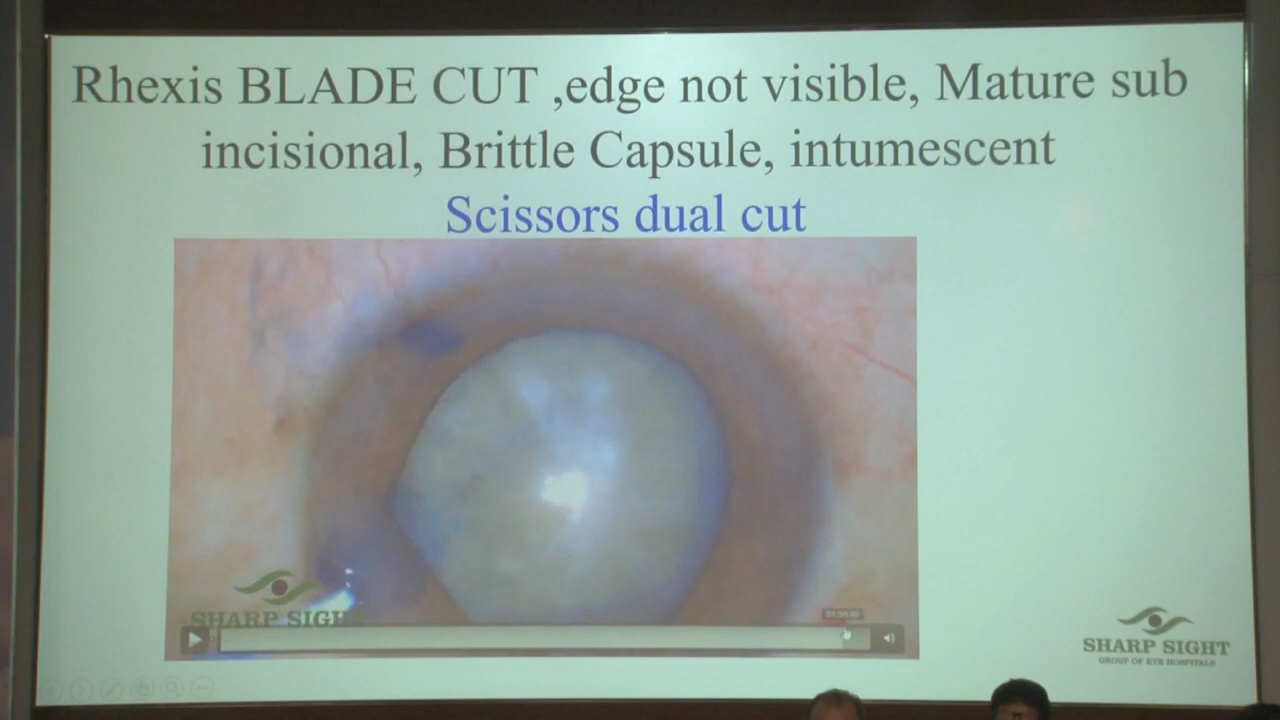 Rhexis BLADE CUT ,edge not visible, Mature sub
incisional, Brittle Capsule, intumescent
Scissors dual cut
SHARP SIGH
SHARP SIGHT
GROUP OF EYE HOSPITALS